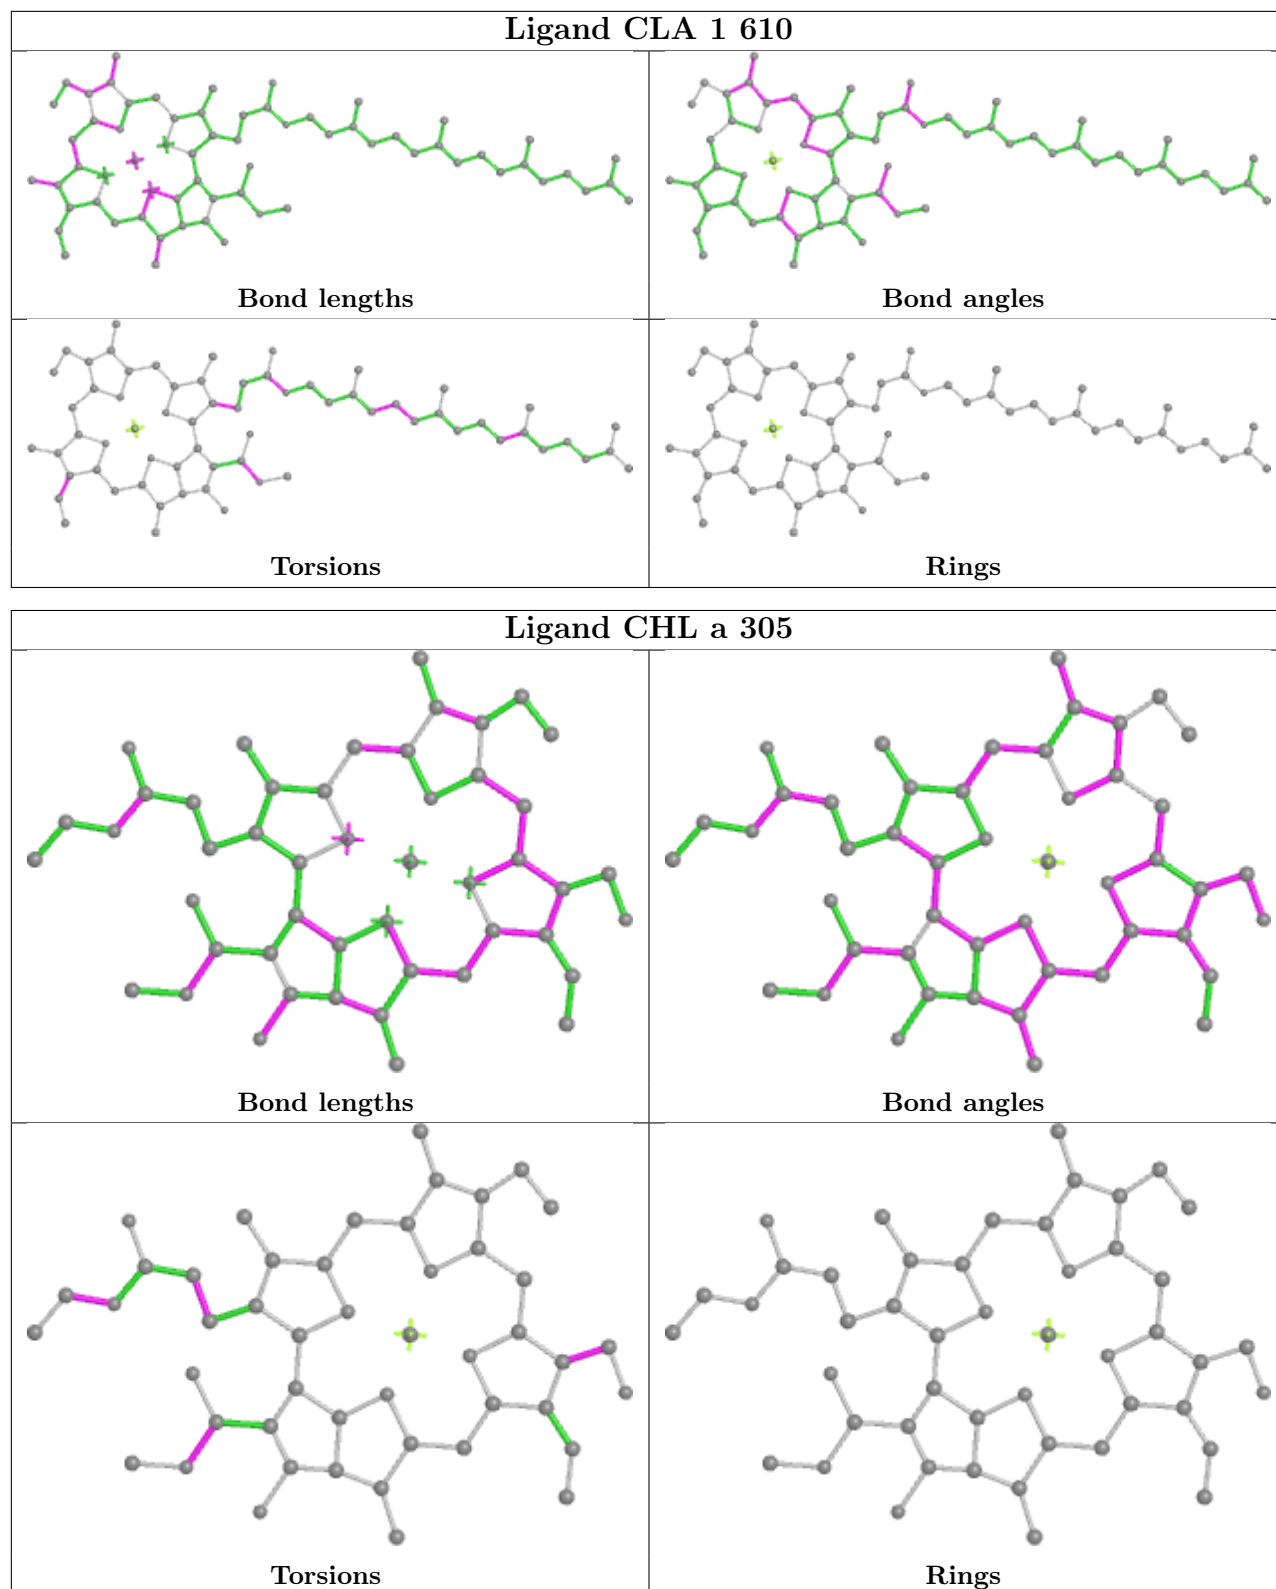 Ligand CLA 1 610
Bond lengths
Bond angles
Torsions
Rings
Ligand CHL a 305
Bond lengths
Bond angles
Torsions
Rings